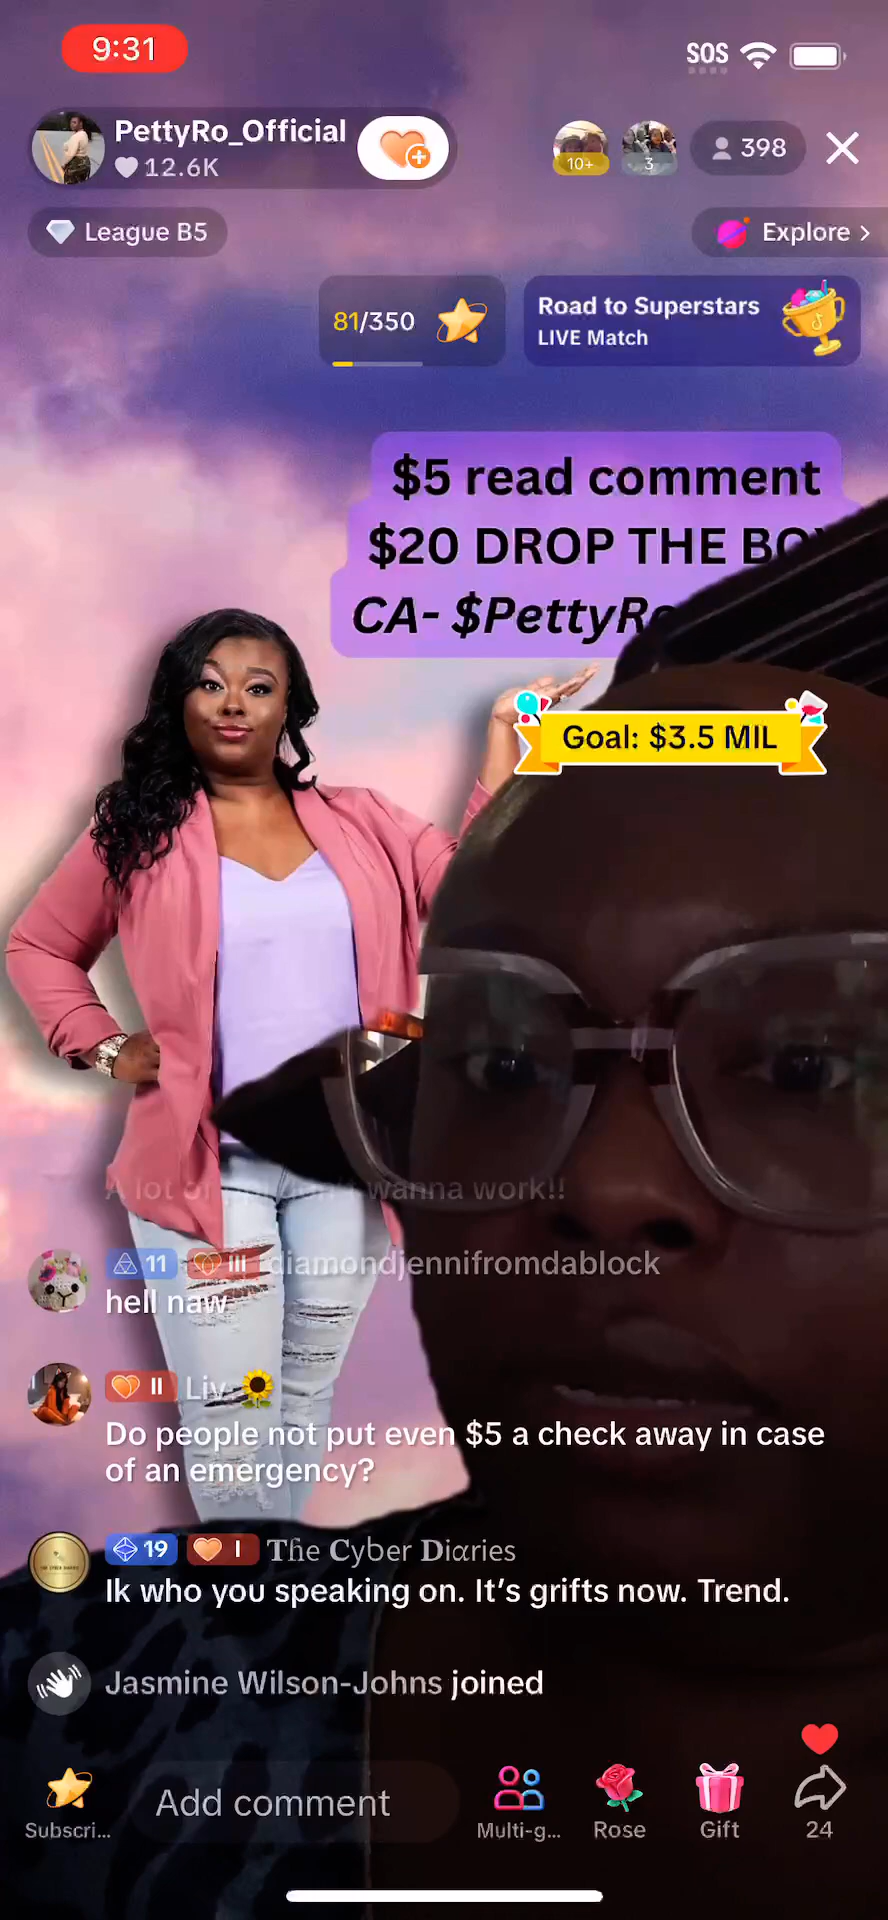 9:31
SOS
PettyRo_Official
12.6K
10+
3
398
League B5
Explore >
81/350
Road to Superstars
LIVE Match
$5 read comment
$20 DROP THE
CA-
Goal: $3.5 MIL
A lot wanna work!!
11 III diamondjennifromdablock
hell naw
II Liv 🌻
Do people not put even $5 a check away in case
of an emergency?
19 I The Cyber Diaries
Ik who you speaking on. It's grifts now. Trend.
Jasmine Wilson-Johns joined
Add comment
Subscri...
Multi-g...
Rose
Gift
24